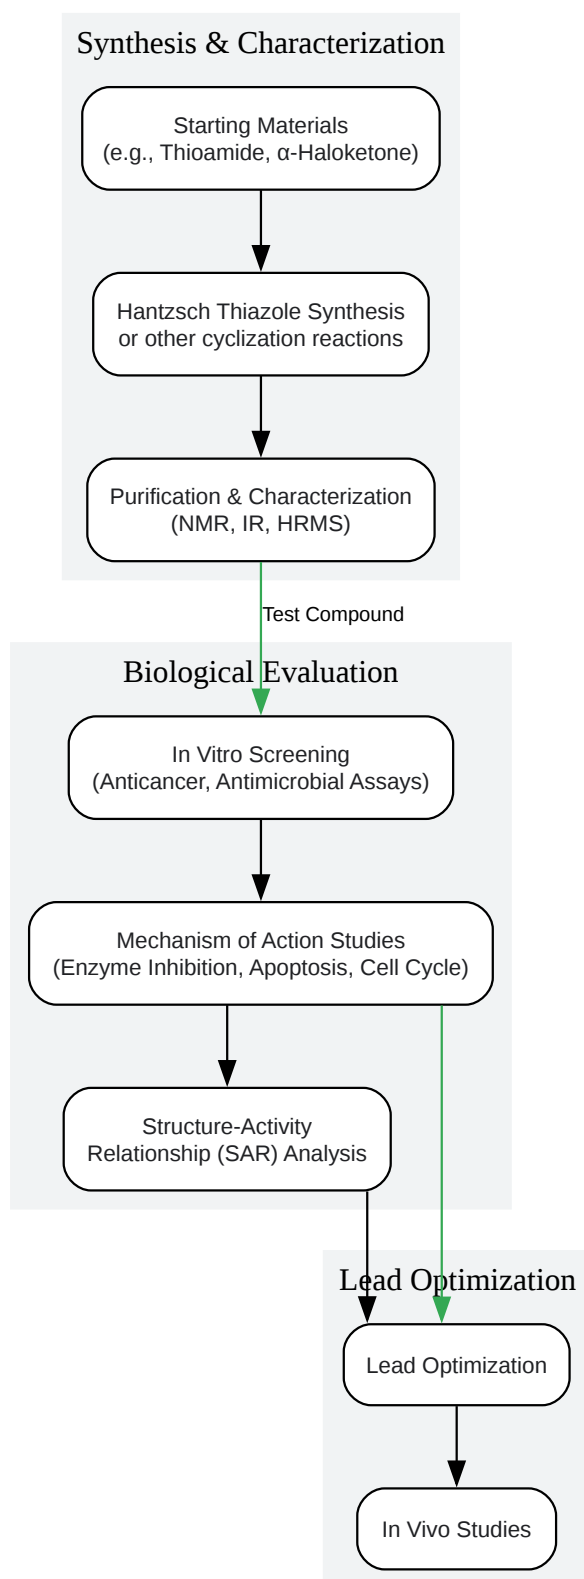 Synthesis & Characterization
Starting Materials
(e.g., Thioamide, α-Haloketone)
Hantzsch Thiazole Synthesis
or other cyclization reactions
Purification & Characterization
(NMR, IR, HRMS)
Test Compound
Biological Evaluation
In Vitro Screening
(Anticancer, Antimicrobial Assays)
Mechanism of Action Studies
(Enzyme Inhibition, Apoptosis, Cell Cycle)
Structure-Activity
Relationship (SAR) Analysis
Lead Optimization
Lead Optimization
In Vivo Studies